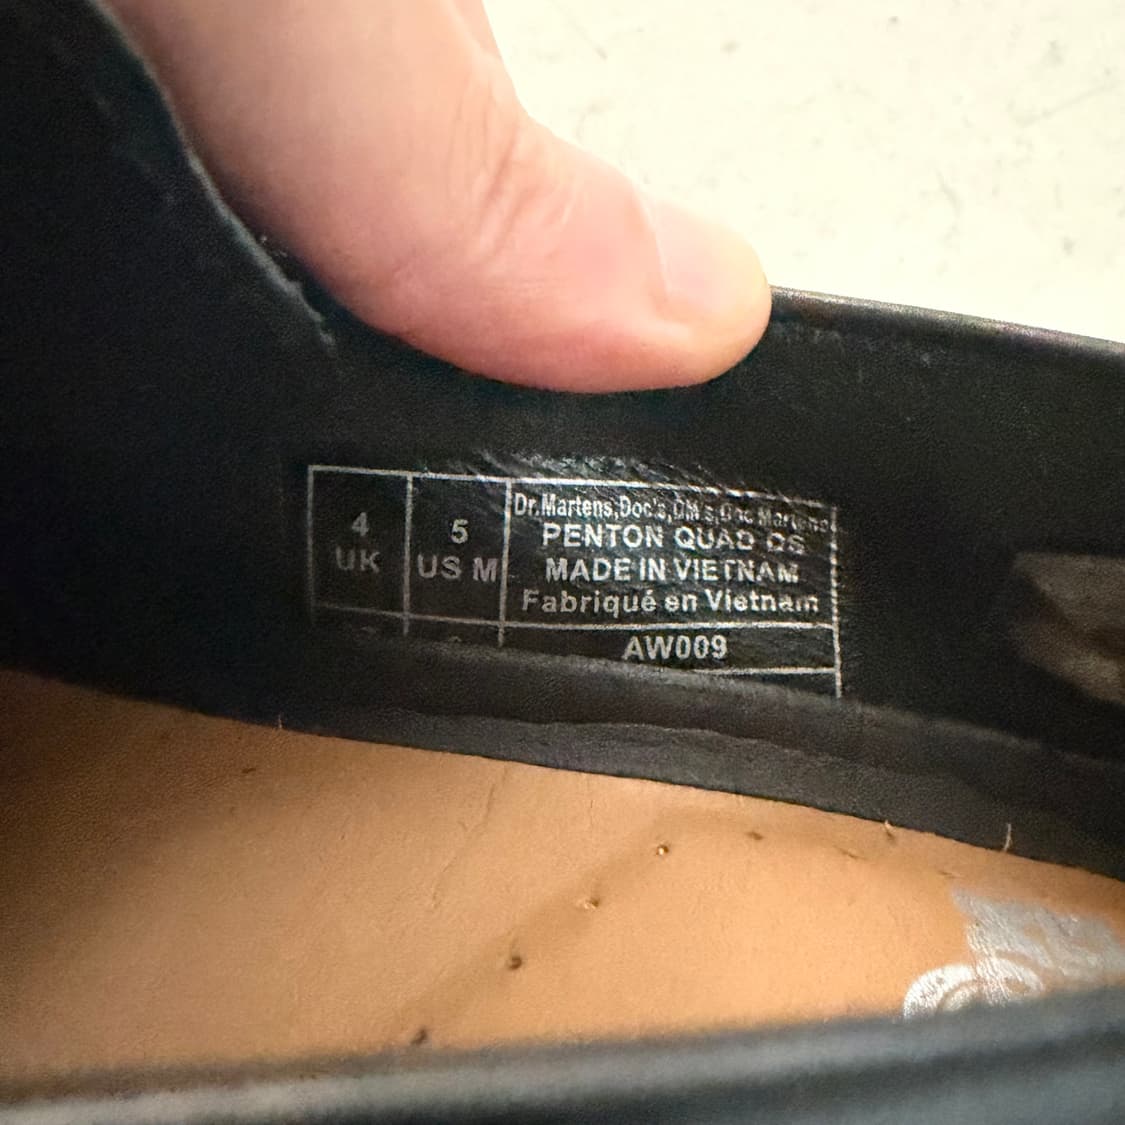 4
UK
5
US M
Dr.Martens,Doc's,DM's,Doc Martens
PENTON QUAD QS
MADE IN VIETNAM
Fabriqué en Vietnam
AW009